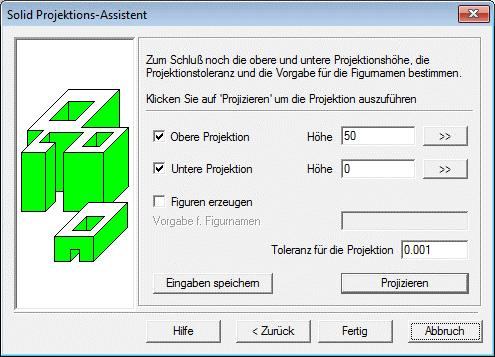 Solid Projektions-Assistent
Zum Schluß noch die obere und untere Projektionshöhe, die
Projektionstoleranz und die Vorgabe für die Figurnamen bestimmen.
Klicken Sie auf 'Projizieren' um die Projektion auszuführen
Obere Projektion Höhe 50 >>
Untere Projektion Höhe 0 >>
Figuren erzeugen
Vorgabe f. Figurnamen
Toleranz für die Projektion 0.001
Eingaben speichern Projizieren
Hilfe < Zurück Fertig Abbruch